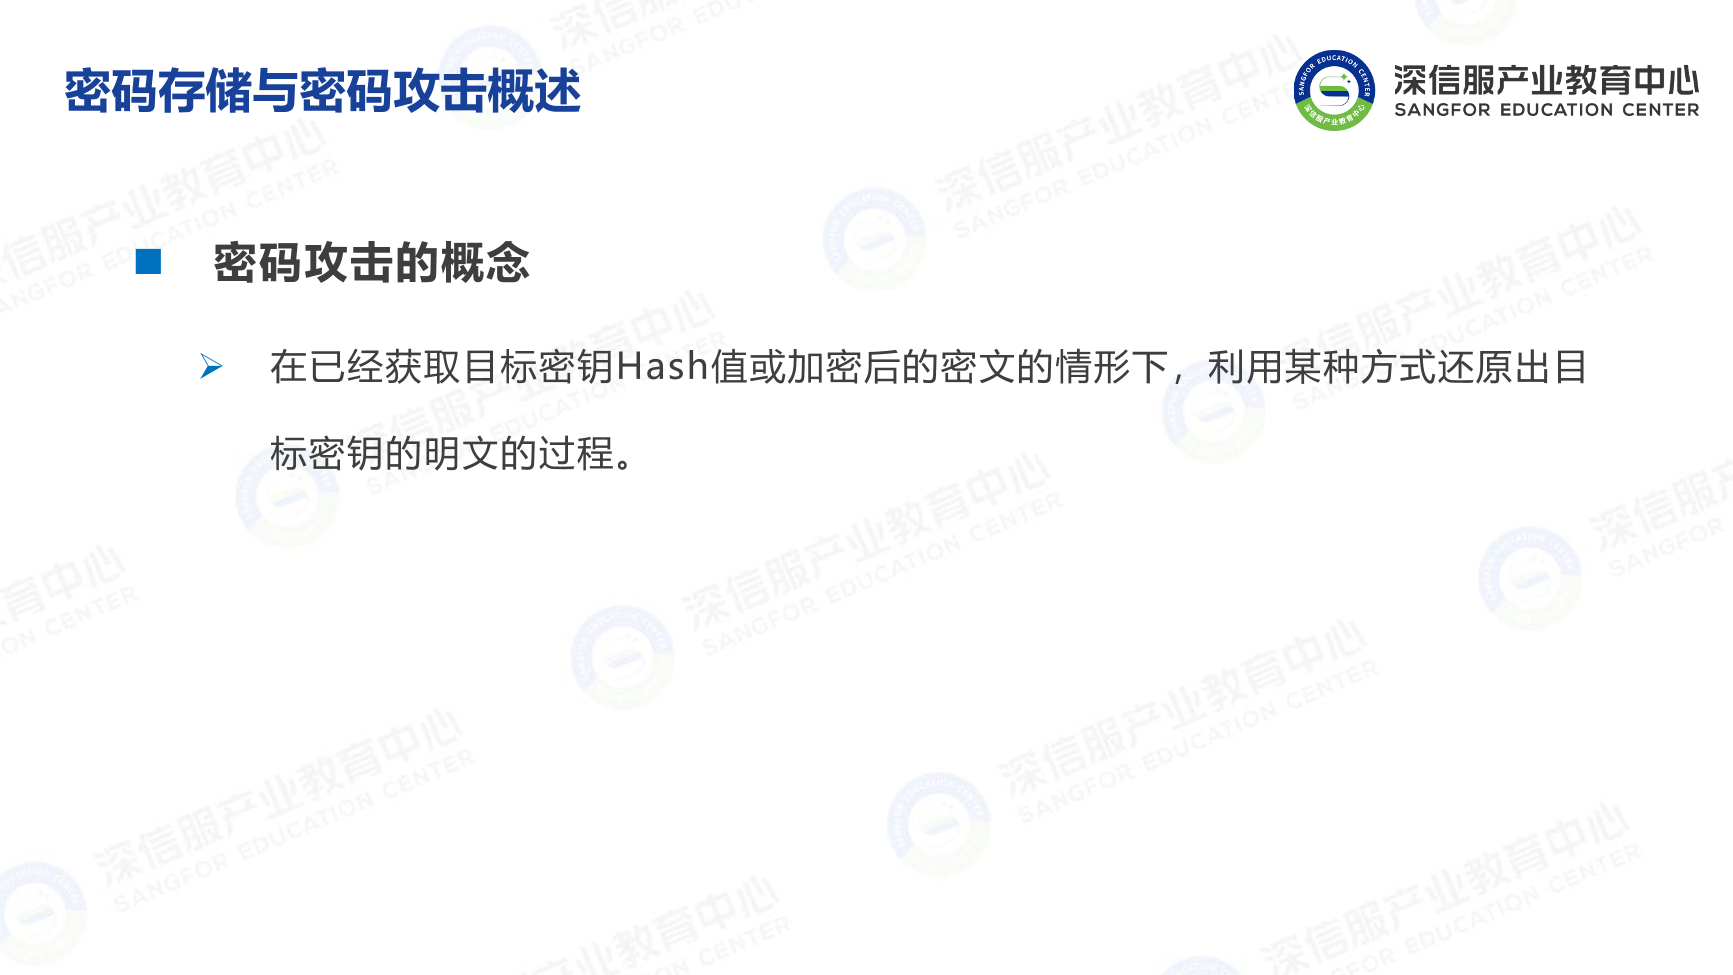 密码存储与密码攻击概述
深信服产业教育中心
SANGFOR EDUCATION CENTER
密码攻击的概念
在已经获取目标密钥Hash值或加密后的密文的情形下，利用某种方式还原出目
标密钥的明文的过程。